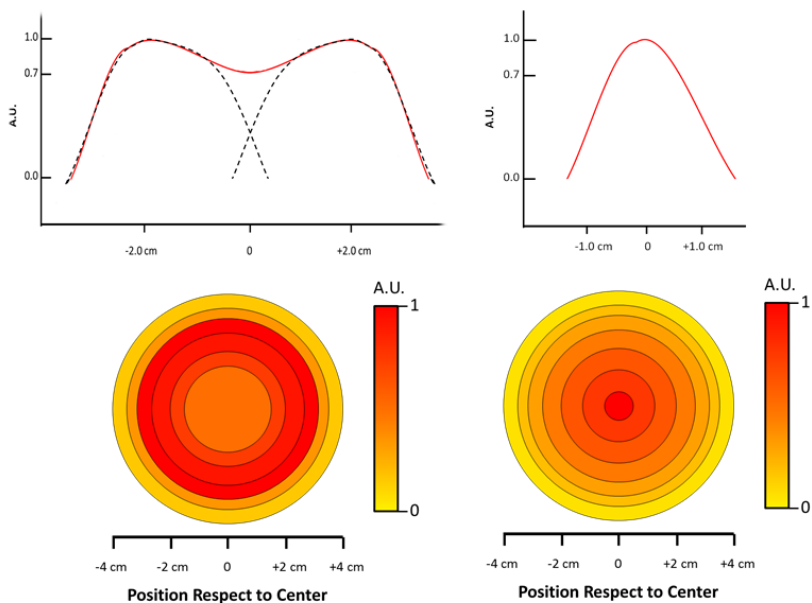 1.0
0.7
A.U.
0.0
-2.0 cm 0 +2.0 cm
1.0
0.7
A.U.
0.0
-1.0 cm 0 +1.0 cm
A.U.
1
0
-4 cm -2 cm 0 +2 cm +4 cm
Position Respect to Center
A.U.
1
0
-4 cm -2 cm 0 +2 cm +4 cm
Position Respect to Center